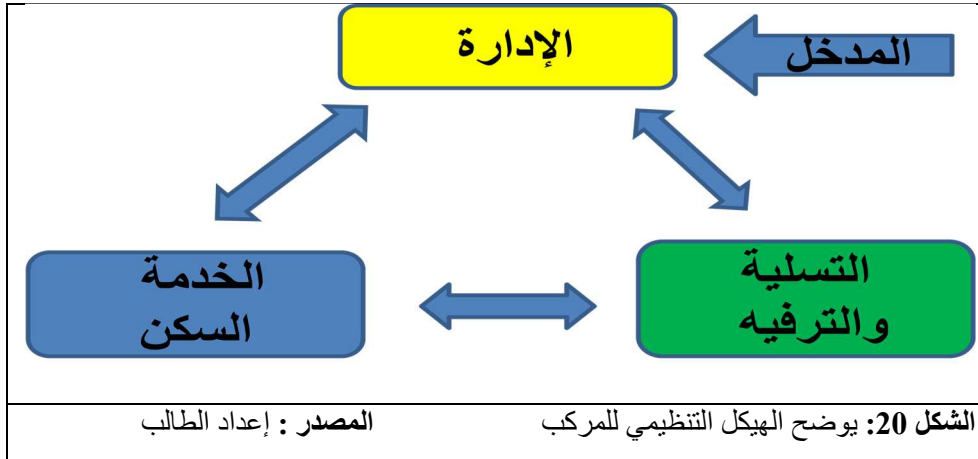 الإدارة
المدخل
التسلية
والترفيه
الخدمة
السكن
الشكل 20: يوضح الهيكل التنظيمي للمركب
المصدر : إعداد الطالب